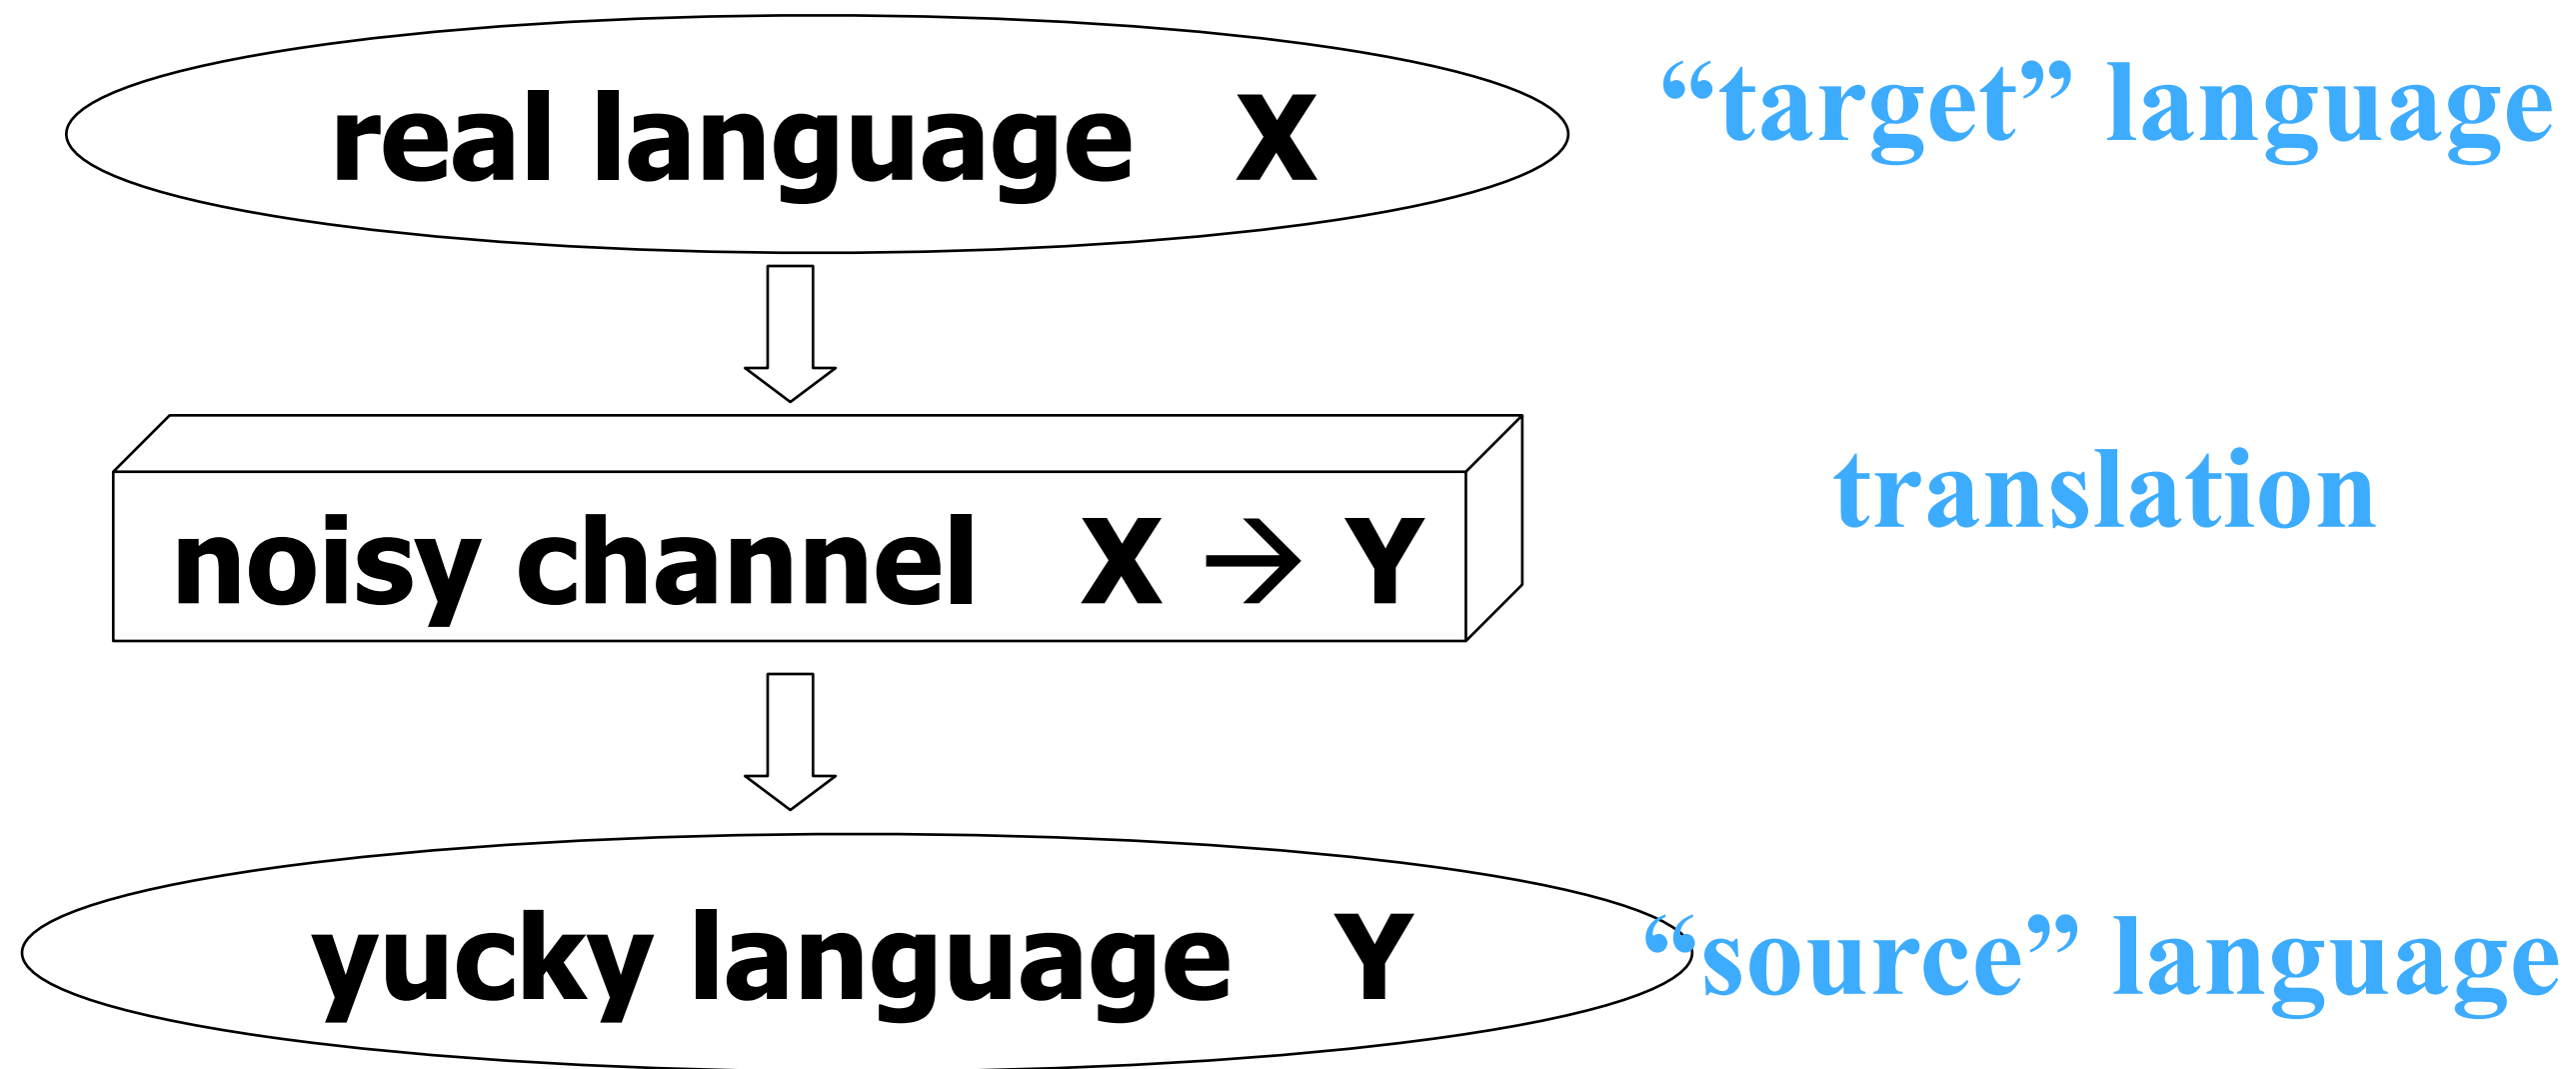 real language X
“target” language
noisy channel X → Y
translation
yucky language Y
“source” language